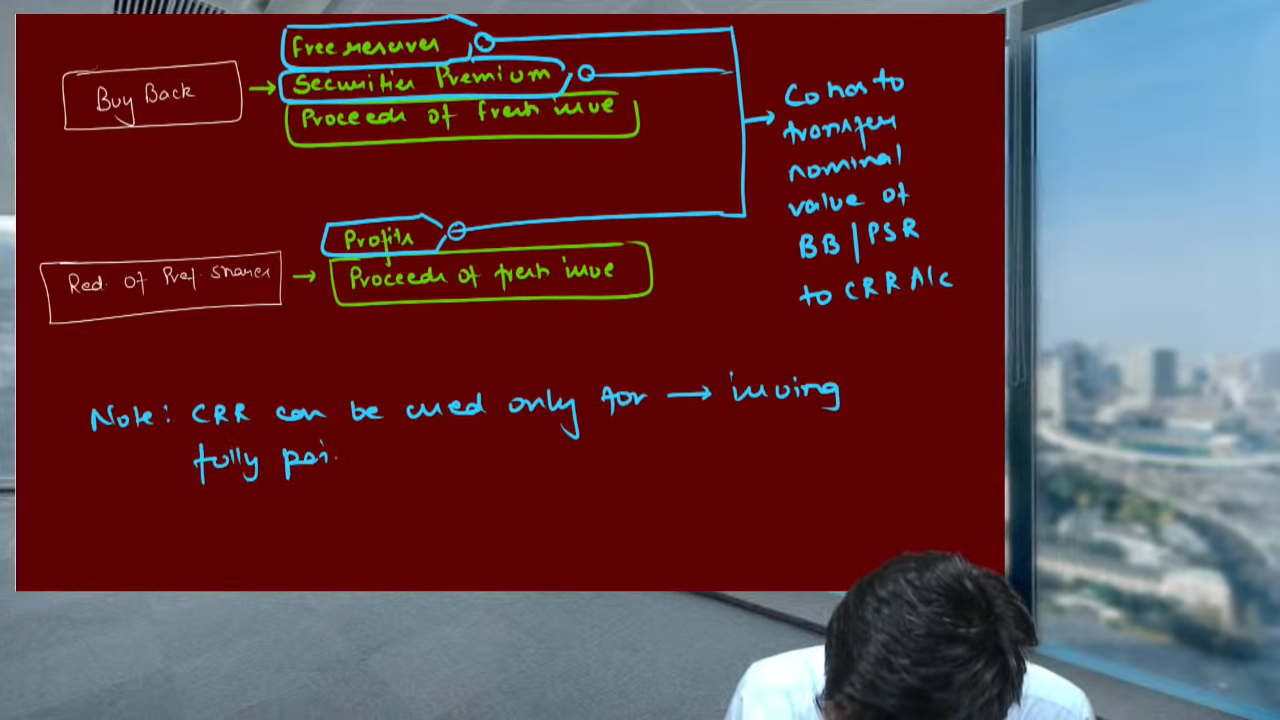 Free reserves
Buy Back → Securities Premium
Proceeds of fresh issue
Co has to
transfer
nominal
value of
BB | PSR
to CRR A/c
Profits
Red. of Pref. shares → Proceeds of fresh issue
Note: CRR can be used only for → issuing
fully pai